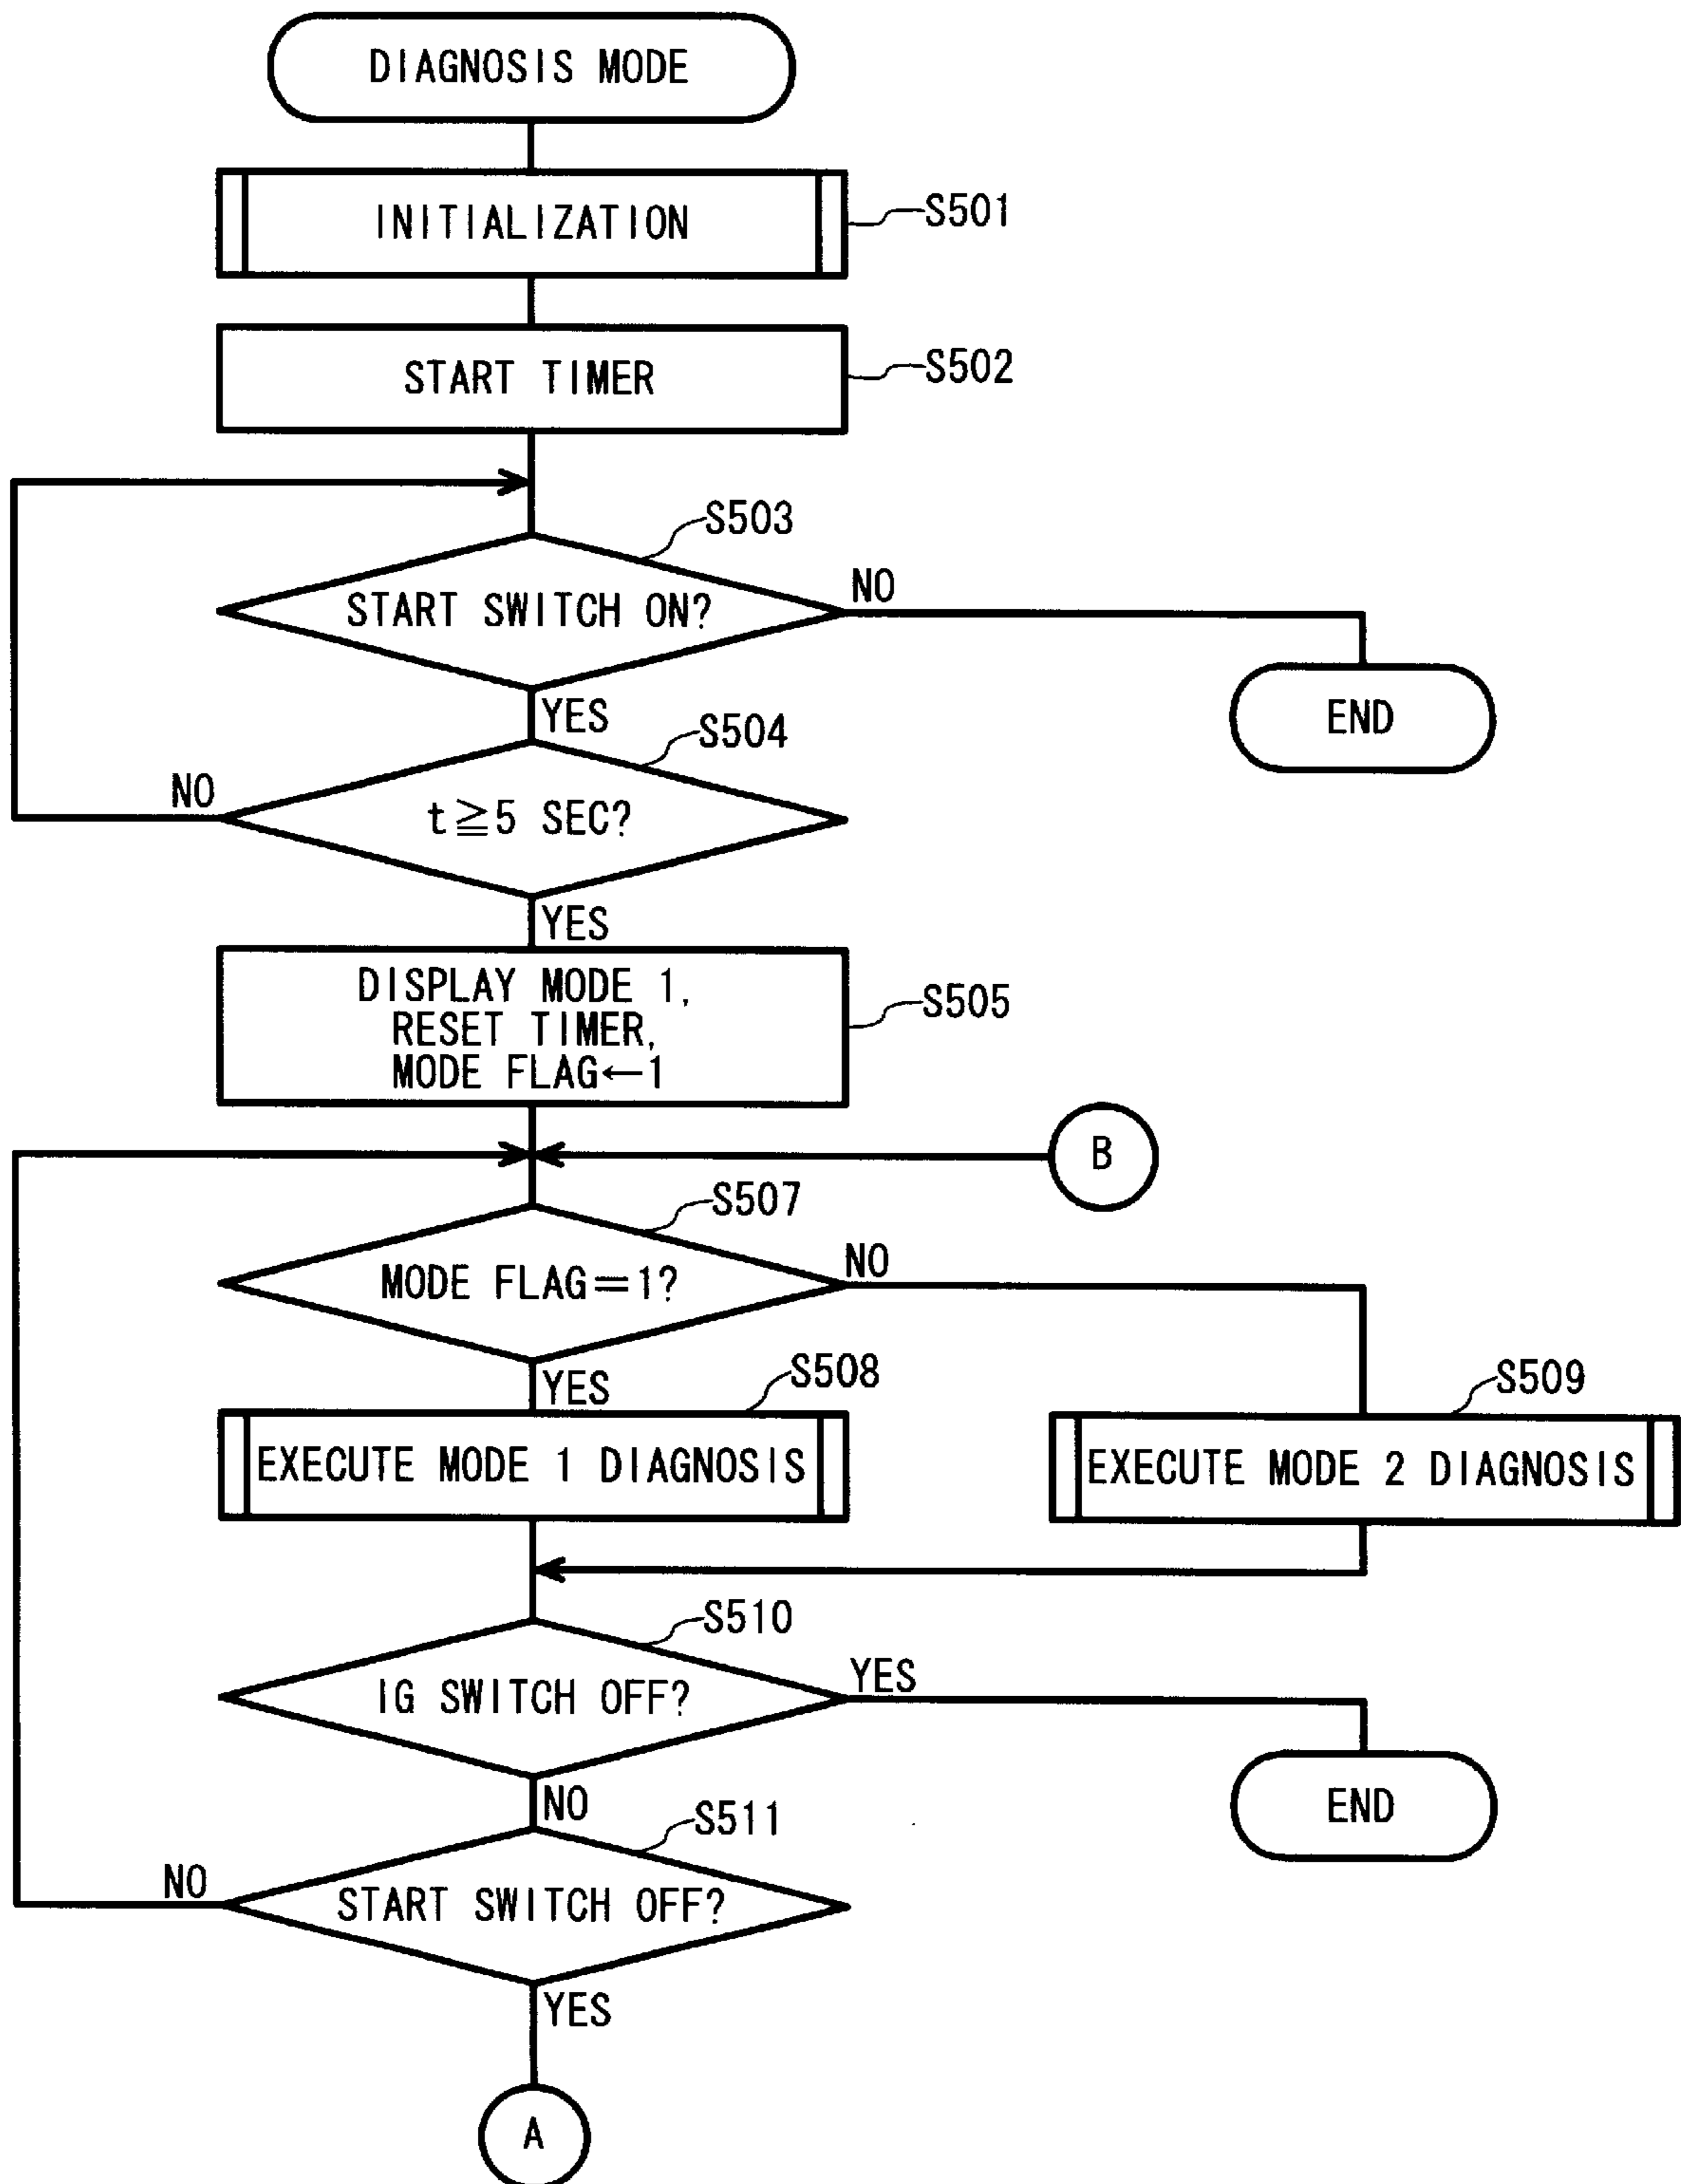 DIAGNOSIS MODE
INITIALIZATION
S501
START TIMER
S502
S503
START SWITCH ON?
NO
END
YES
S504
NO
t≧5 SEC?
YES
DISPLAY MODE 1,
RESET TIMER,
MODE FLAG←1
S505
B
S507
MODE FLAG=1?
NO
YES
S508
S509
EXECUTE MODE 1 DIAGNOSIS
EXECUTE MODE 2 DIAGNOSIS
S510
IG SWITCH OFF?
YES
END
NO
S511
NO
START SWITCH OFF?
YES
A